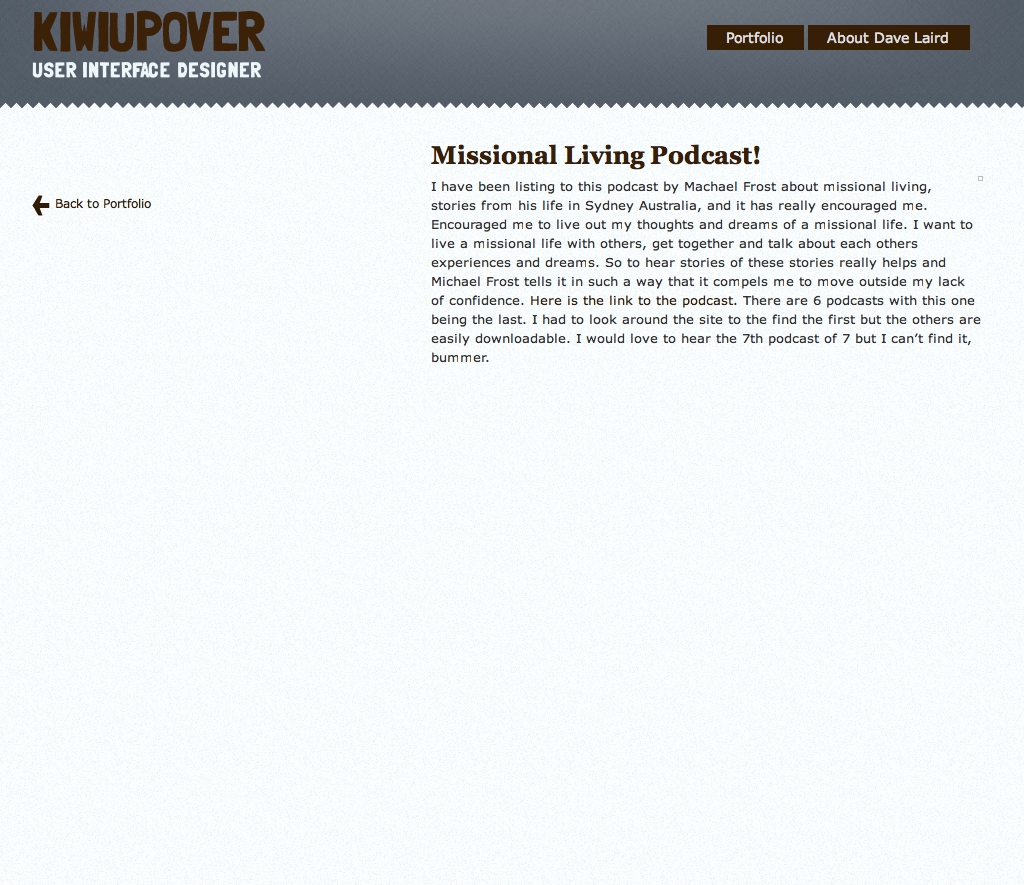 KIWIUPOVER
USER INTERFACE DESIGNER
Portfolio
About Dave Laird
Back to Portfolio
Missional Living Podcast!
I have been listing to this podcast by Machael Frost about missional living,
stories from his life in Sydney Australia, and it has really encouraged me.
Encouraged me to live out my thoughts and dreams of a missional life. I want to
live a missional life with others, get together and talk about each others
experiences and dreams. So to hear stories of these stories really helps and
Michael Frost tells it in such a way that it compels me to move outside my lack
of confidence. Here is the link to the podcast. There are 6 podcasts with this one
being the last. I had to look around the site to the find the first but the others are
easily downloadable. I would love to hear the 7th podcast of 7 but I can’t find it,
bummer.